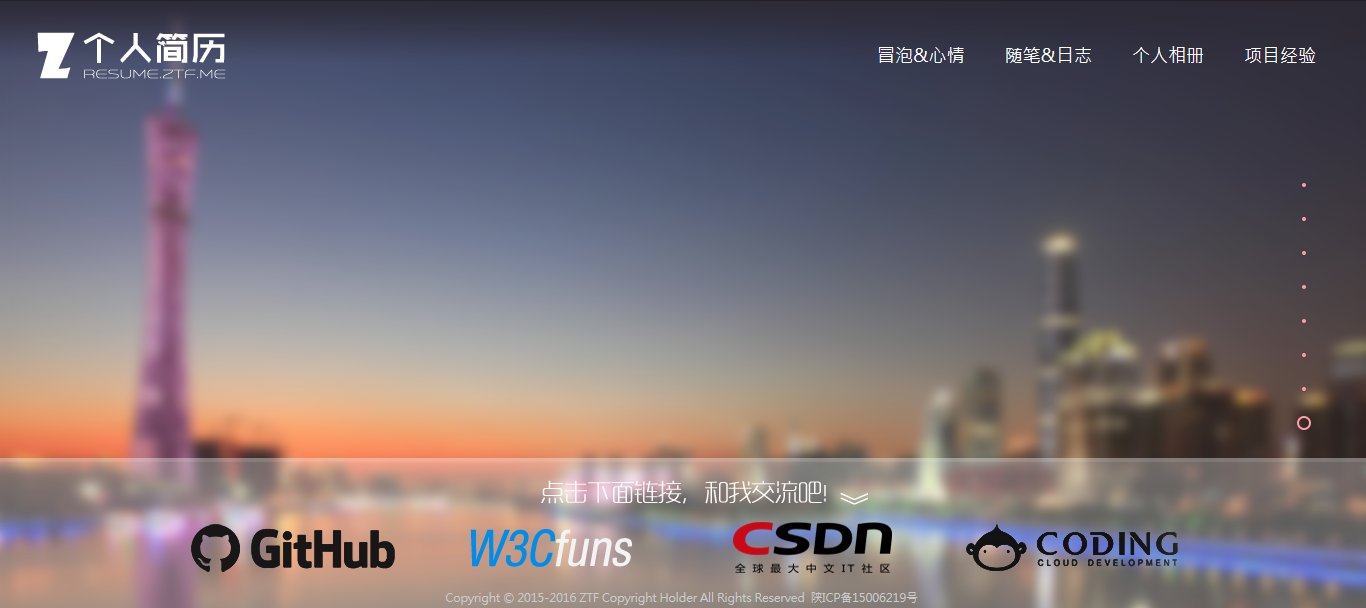 Z 个人简历
RESUME.ZTF.ME
冒泡&心情 随笔&日志 个人相册 项目经验
点击下面链接，和我交流吧!
GitHub W3Cfuns CSDN CODING
全球最大中文IT社区 CLOUD DEVELOPMENT
Copyright © 2015-2016 ZTF Copyright Holder All Rights Reserved 陕ICP备15006219号